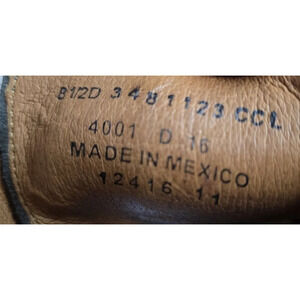 8 1/2D 3481123 CCL
4001 D 16
MADE IN MEXICO
12416 11